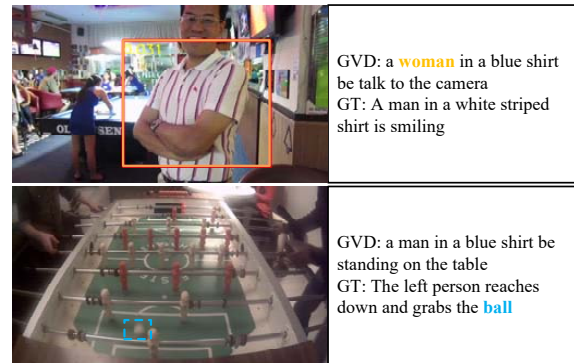 GVD: a woman in a blue shirt
be talk to the camera
GT: A man in a white striped
shirt is smiling
GVD: a man in a blue shirt be
standing on the table
GT: The left person reaches
down and grabs the ball